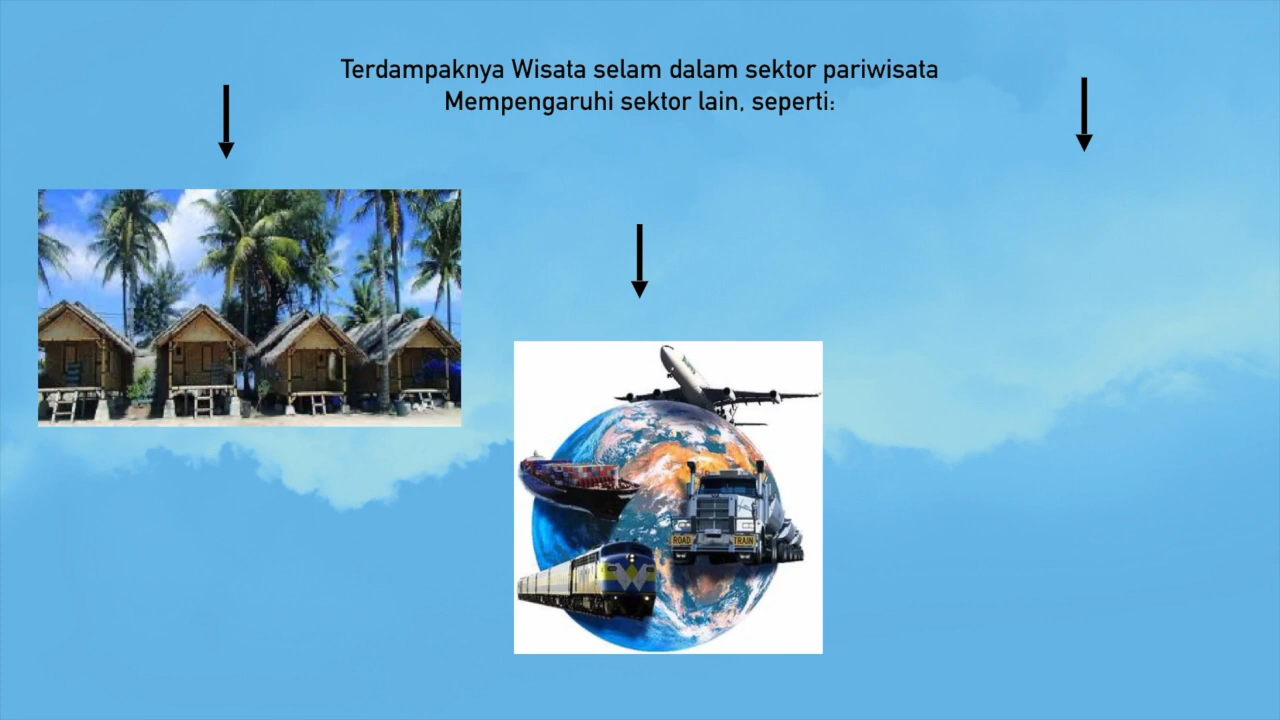 Terdampaknya Wisata selam dalam sektor pariwisata
Mempengaruhi sektor lain, seperti:
ROAD TRAIN